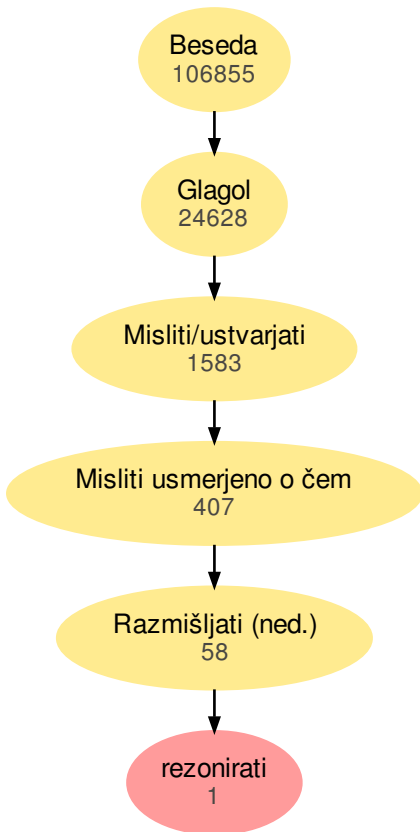 Beseda
106855
Glagol
24628
Misliti/ustvarjati
1583
Misliti usmerjeno o čem
407
Razmišljati (ned.)
58
rezonirati
1